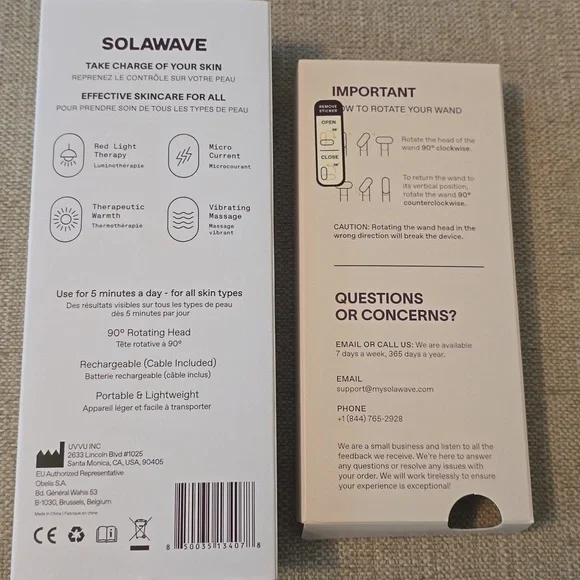 SOLAWAVE
TAKE CHARGE OF YOUR SKIN
REPRENEZ LE CONTRÔLE SUR VOTRE PEAU
EFFECTIVE SKINCARE FOR ALL
POUR PRENDRE SOIN DE TOUS LES TYPES DE PEAU
Red Light
Therapy
Luminothérapie
Micro
Current
Microcourant
Therapeutic
Warmth
Thermothérapie
Vibrating
Massage
Massage
vibrant
Use for 5 minutes a day - for all skin types
Des résultats visibles sur tous les types de peau
dès 5 minutes par jour
90º Rotating Head
Tête rotative à 90º
Rechargeable (Cable Included)
Batterie rechargeable (câble inclus)
Portable & Lightweight
Appareil léger et facile à transporter
UVVU INC
2633 Lincoln Blvd #1025
Santa Monica, CA, USA, 90405
EU Authorized Representative
Obelis S.A.
Bd. Général Wahis 53
B-1030, Brussels, Belgium
Made in China | Fabriqué en chine
CE
8 50035 13407 8
IMPORTANT
OW TO ROTATE YOUR WAND
REMOVE
STICKER
OPEN
CLOSE
Rotate the head of the
wand 90º clockwise.
To return the wand to
its vertical position,
rotate the wand 90º
counterclockwise.
CAUTION: Rotating the wand head in the
wrong direction will break the device.
QUESTIONS
OR CONCERNS?
EMAIL OR CALL US: We are available
7 days a week, 365 days a year.
EMAIL
support@mysolawave.com
PHONE
+1 (844) 765-2928
We are a small business and listen to all the
feedback we receive. We're here to answer
any questions or resolve any issues with
your order. We will work tirelessly to ensure
your experience is exceptional!